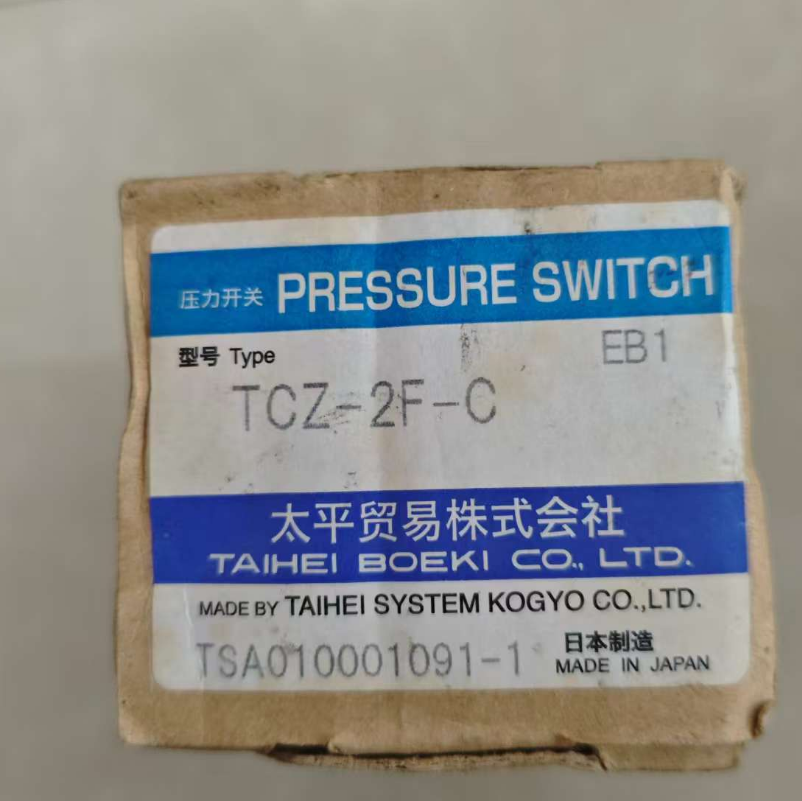 压力开关 PRESSURE SWITCH
型号 Type
EB1
TCZ-2F-C
太平贸易株式会社
TAIHEI BOEKI CO., LTD.
MADE BY TAIHEI SYSTEM KOGYO CO.,LTD.
TSA010001091-1
日本制造
MADE IN JAPAN